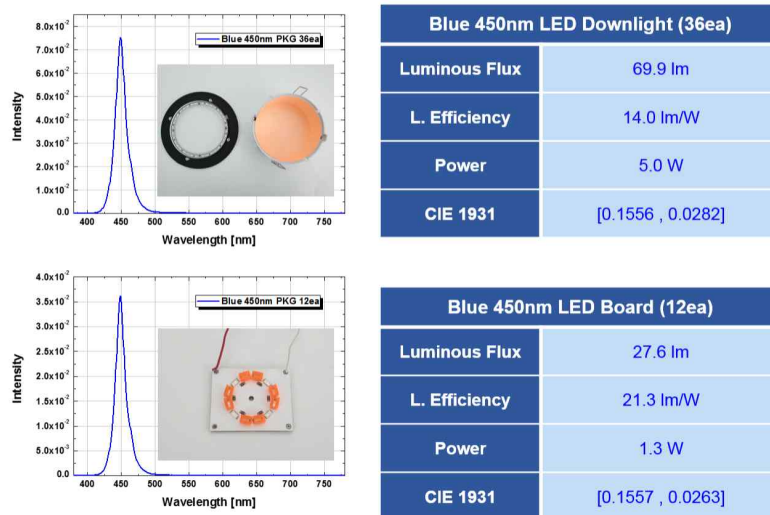 8.0x10⁻²
7.0x10⁻²
6.0x10⁻²
5.0x10⁻²
4.0x10⁻²
3.0x10⁻²
2.0x10⁻²
1.0x10⁻²
0.0
Intensity
Blue 450nm PKG 36ea
400 450 500 550 600 650 700 750
Wavelength [nm]
Blue 450nm LED Downlight (36ea)
Luminous Flux 69.9 lm
L. Efficiency 14.0 lm/W
Power 5.0 W
CIE 1931 [0.1556 , 0.0282]
4.0x10⁻²
3.5x10⁻²
3.0x10⁻²
2.5x10⁻²
2.0x10⁻²
1.5x10⁻²
1.0x10⁻²
5.0x10⁻³
0.0
Intensity
Blue 450nm PKG 12ea
400 450 500 550 600 650 700 750
Wavelength [nm]
Blue 450nm LED Board (12ea)
Luminous Flux 27.6 lm
L. Efficiency 21.3 lm/W
Power 1.3 W
CIE 1931 [0.1557 , 0.0263]